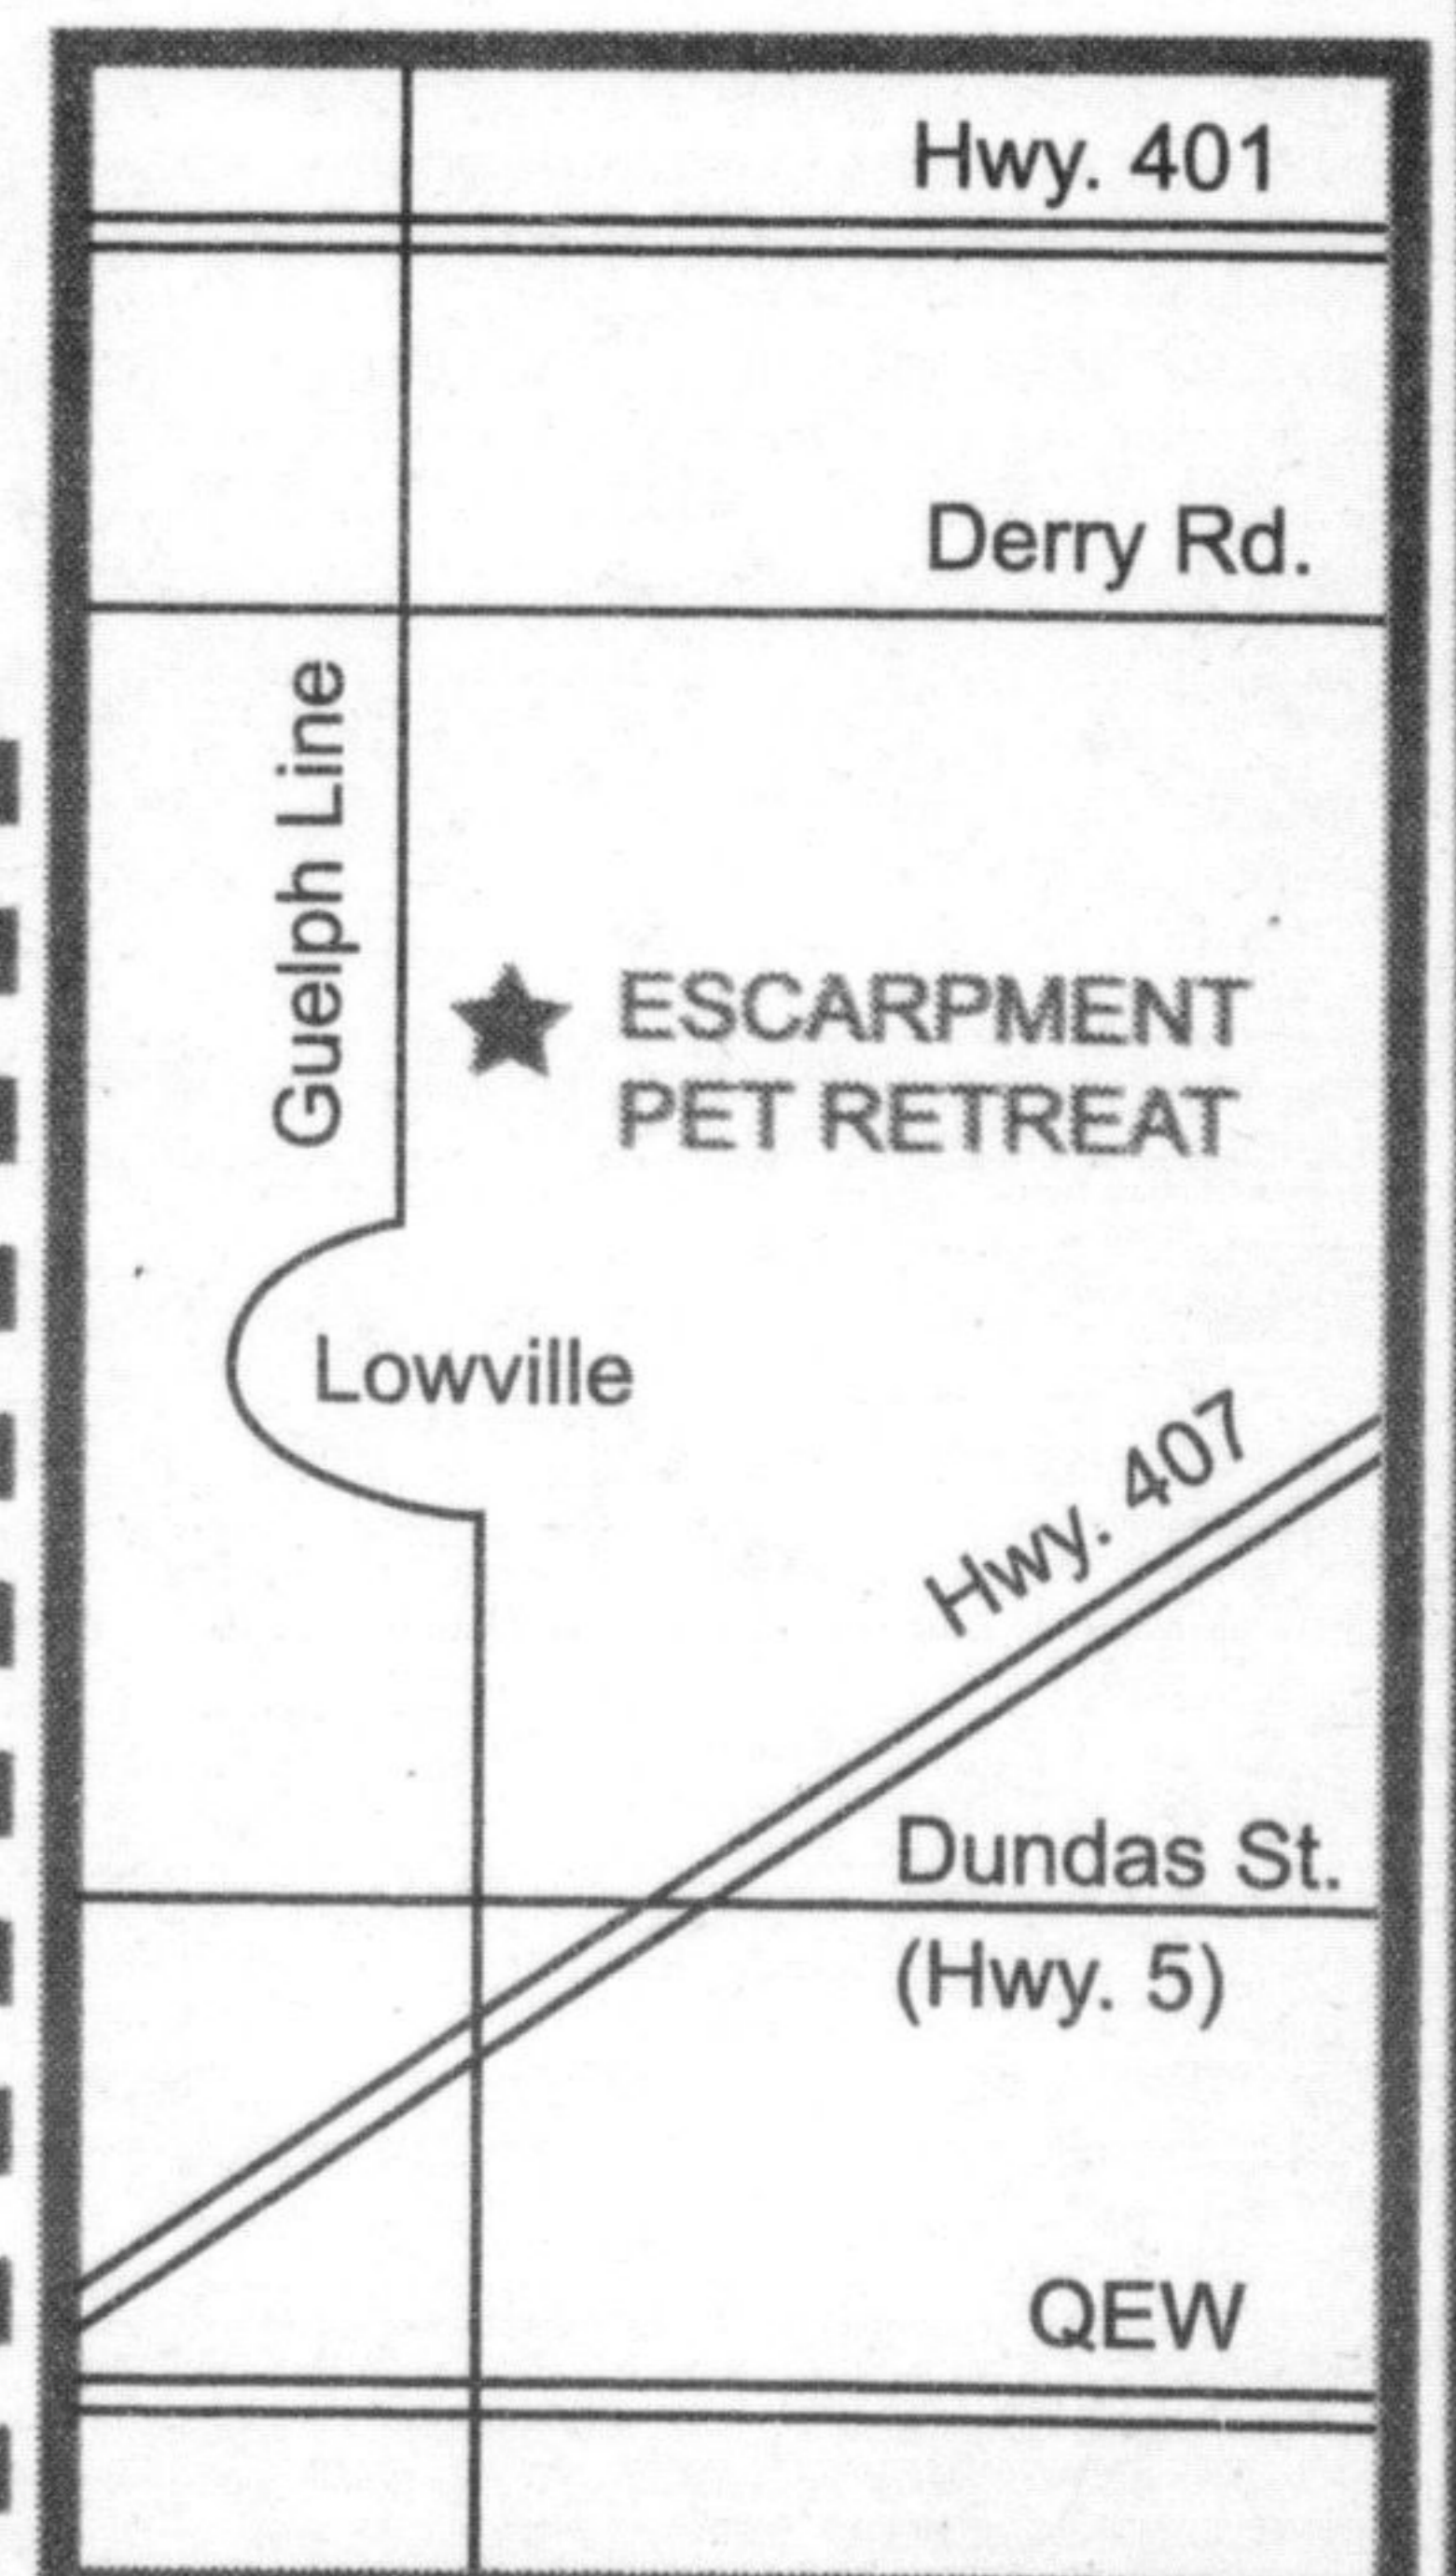 Hwy. 401
Derry Rd.
Guelph Line
ESCARPMENT
PET RETREAT
Lowville
Hwy. 407
Dundas St.
(Hwy. 5)
QEW